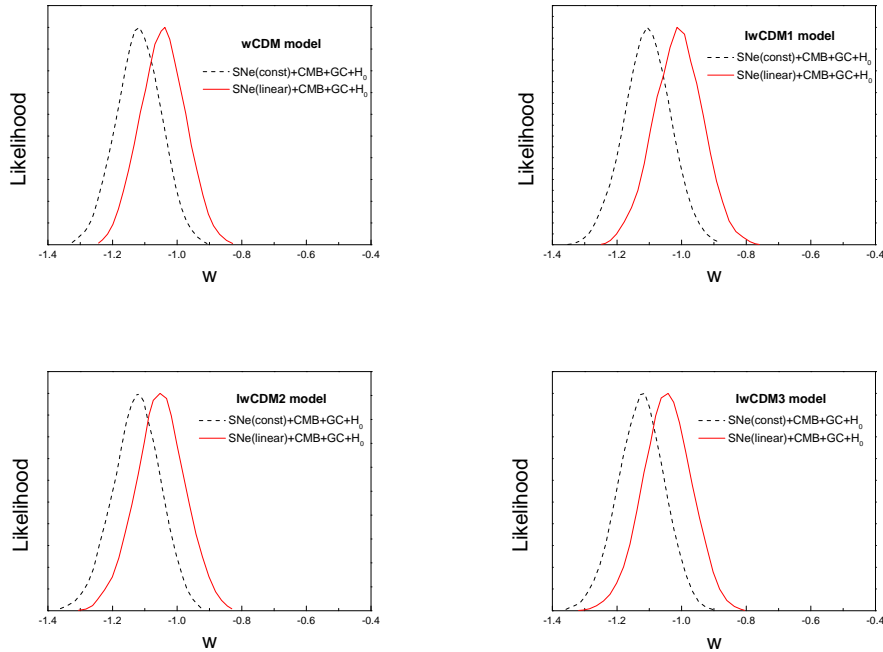 wCDM model
SNe(const)+CMB+GC+H₀
SNe(linear)+CMB+GC+H₀
Likelihood
-1.4 -1.2 -1.0 -0.8 -0.6 -0.4
w
IwCDM1 model
SNe(const)+CMB+GC+H₀
SNe(linear)+CMB+GC+H₀
Likelihood
-1.4 -1.2 -1.0 -0.8 -0.6 -0.4
w
IwCDM2 model
SNe(const)+CMB+GC+H₀
SNe(linear)+CMB+GC+H₀
Likelihood
-1.4 -1.2 -1.0 -0.8 -0.6 -0.4
w
IwCDM3 model
SNe(const)+CMB+GC+H₀
SNe(linear)+CMB+GC+H₀
Likelihood
-1.4 -1.2 -1.0 -0.8 -0.6 -0.4
w